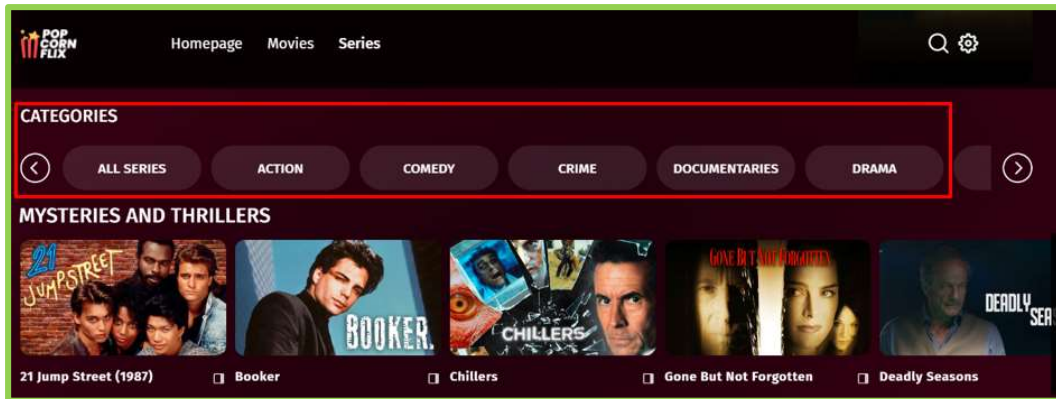 POP
CORN
FLIX
Homepage Movies Series
CATEGORIES
ALL SERIES ACTION COMEDY CRIME DOCUMENTARIES DRAMA
MYSTERIES AND THRILLERS
21
JUMP STREET
BOOKER.
CHILLERS
GONE BUT NOT FORGOTTEN
DEADLY
SEA
21 Jump Street (1987) Booker Chillers Gone But Not Forgotten Deadly Seasons